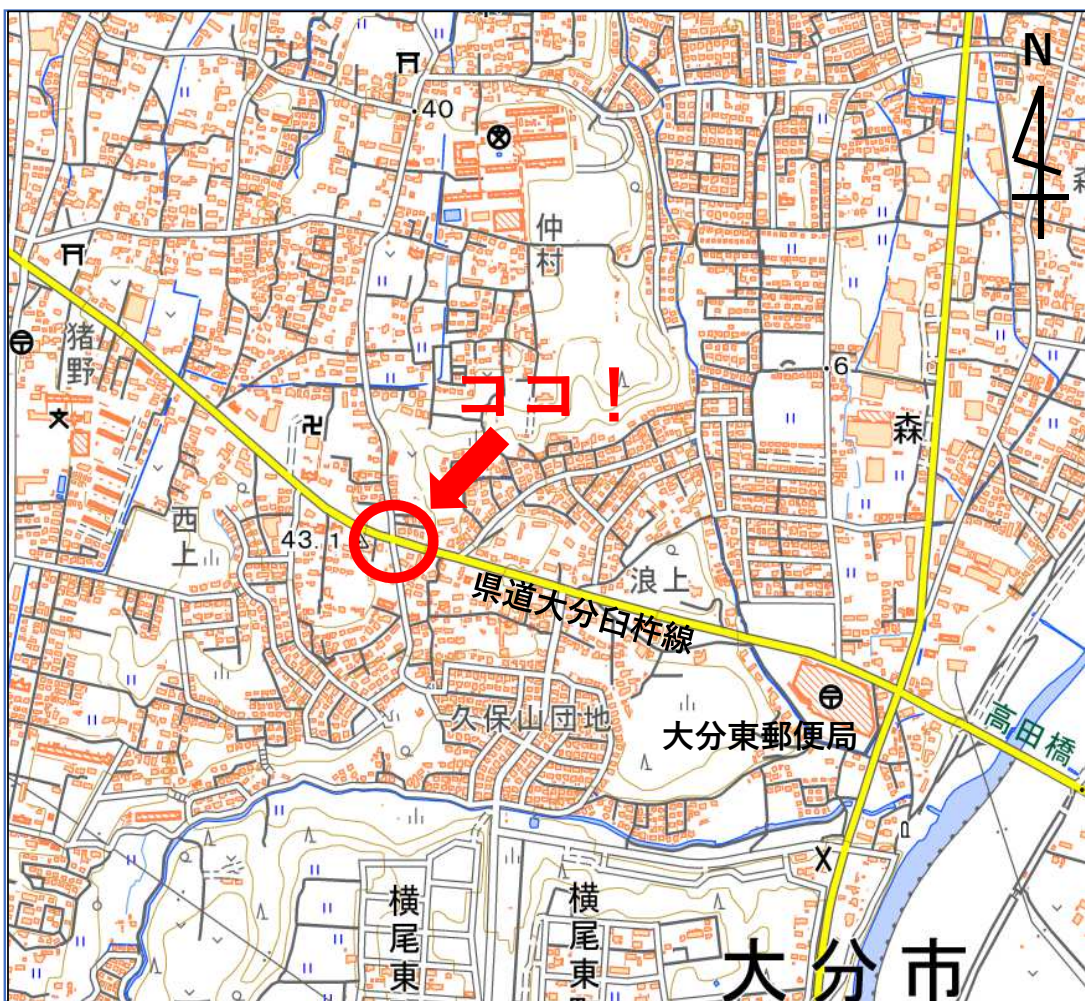 N
40
仲村
猪野
ココ！
6
森
西上
43.1
浪上
県道大分臼杵線
久保山団地
大分東郵便局
高田橋
横尾東
横尾東
大分市